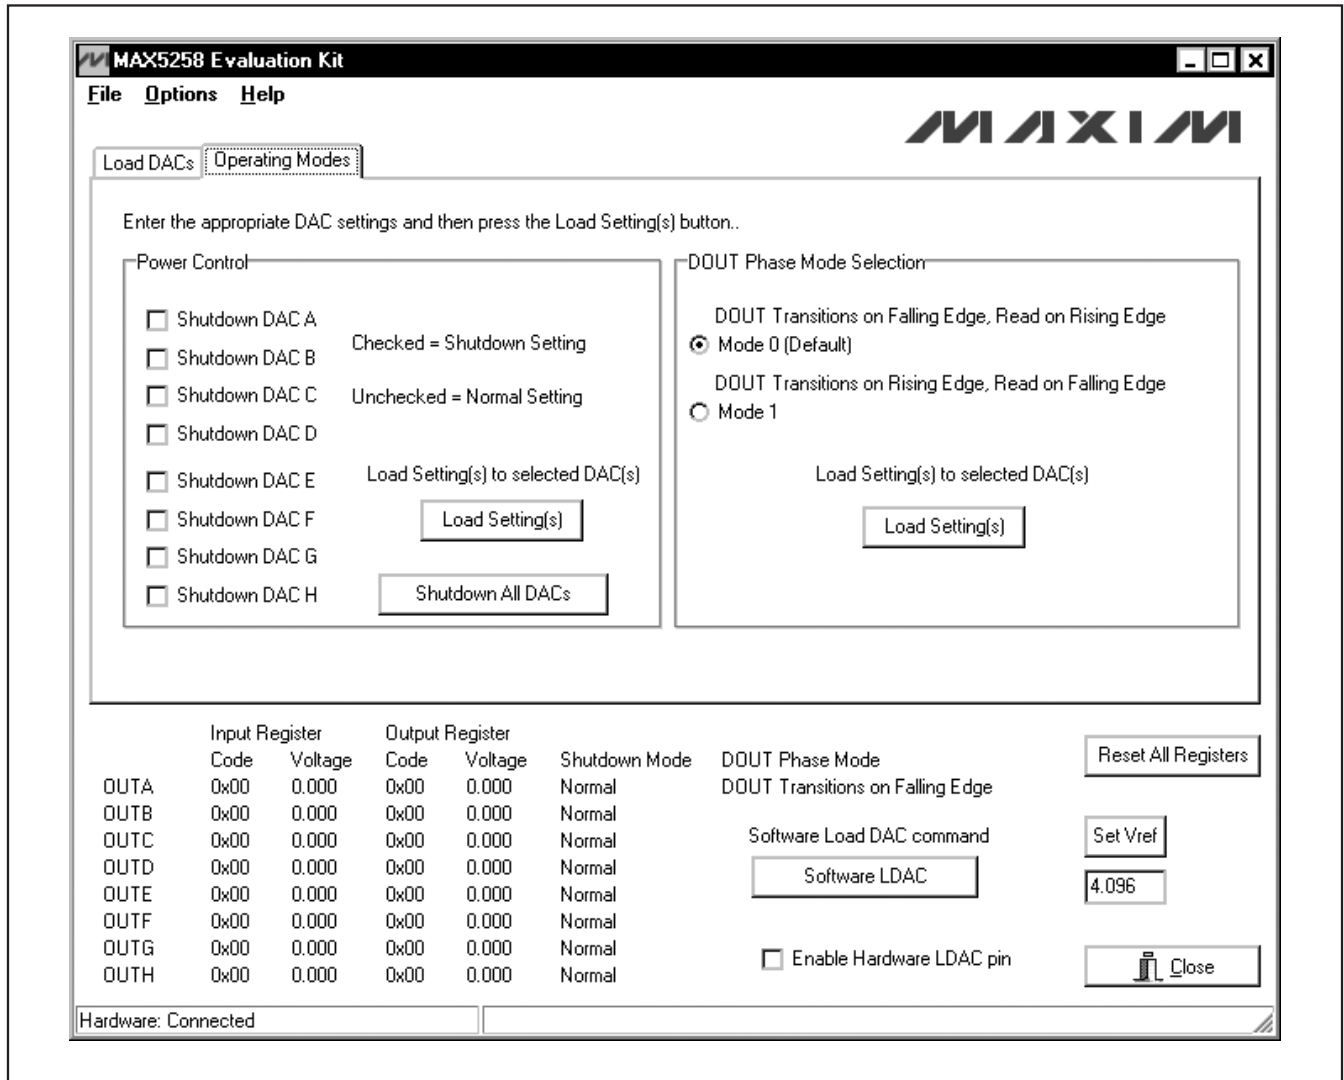 MAX5258 Evaluation Kit
File Options Help
MAXIM
Load DACs Operating Modes
Enter the appropriate DAC settings and then press the Load Setting(s) button..
Power Control
Shutdown DAC A
Shutdown DAC B
Shutdown DAC C
Shutdown DAC D
Shutdown DAC E
Shutdown DAC F
Shutdown DAC G
Shutdown DAC H
Checked = Shutdown Setting
Unchecked = Normal Setting
Load Setting(s) to selected DAC(s)
Load Setting(s)
Shutdown All DACs
DOUT Phase Mode Selection
DOUT Transitions on Falling Edge, Read on Rising Edge
Mode 0 (Default)
DOUT Transitions on Rising Edge, Read on Falling Edge
Mode 1
Load Setting(s) to selected DAC(s)
Load Setting(s)
Input Register Output Register
Code Voltage Code Voltage Shutdown Mode
OUTA 0x00 0.000 0x00 0.000 Normal
OUTB 0x00 0.000 0x00 0.000 Normal
OUTC 0x00 0.000 0x00 0.000 Normal
OUTD 0x00 0.000 0x00 0.000 Normal
OUTE 0x00 0.000 0x00 0.000 Normal
OUTF 0x00 0.000 0x00 0.000 Normal
OUTG 0x00 0.000 0x00 0.000 Normal
OUTH 0x00 0.000 0x00 0.000 Normal
DOUT Phase Mode
DOUT Transitions on Falling Edge
Software Load DAC command
Software LDAC
Enable Hardware LDAC pin
Reset All Registers
Set Vref
4.096
Close
Hardware: Connected